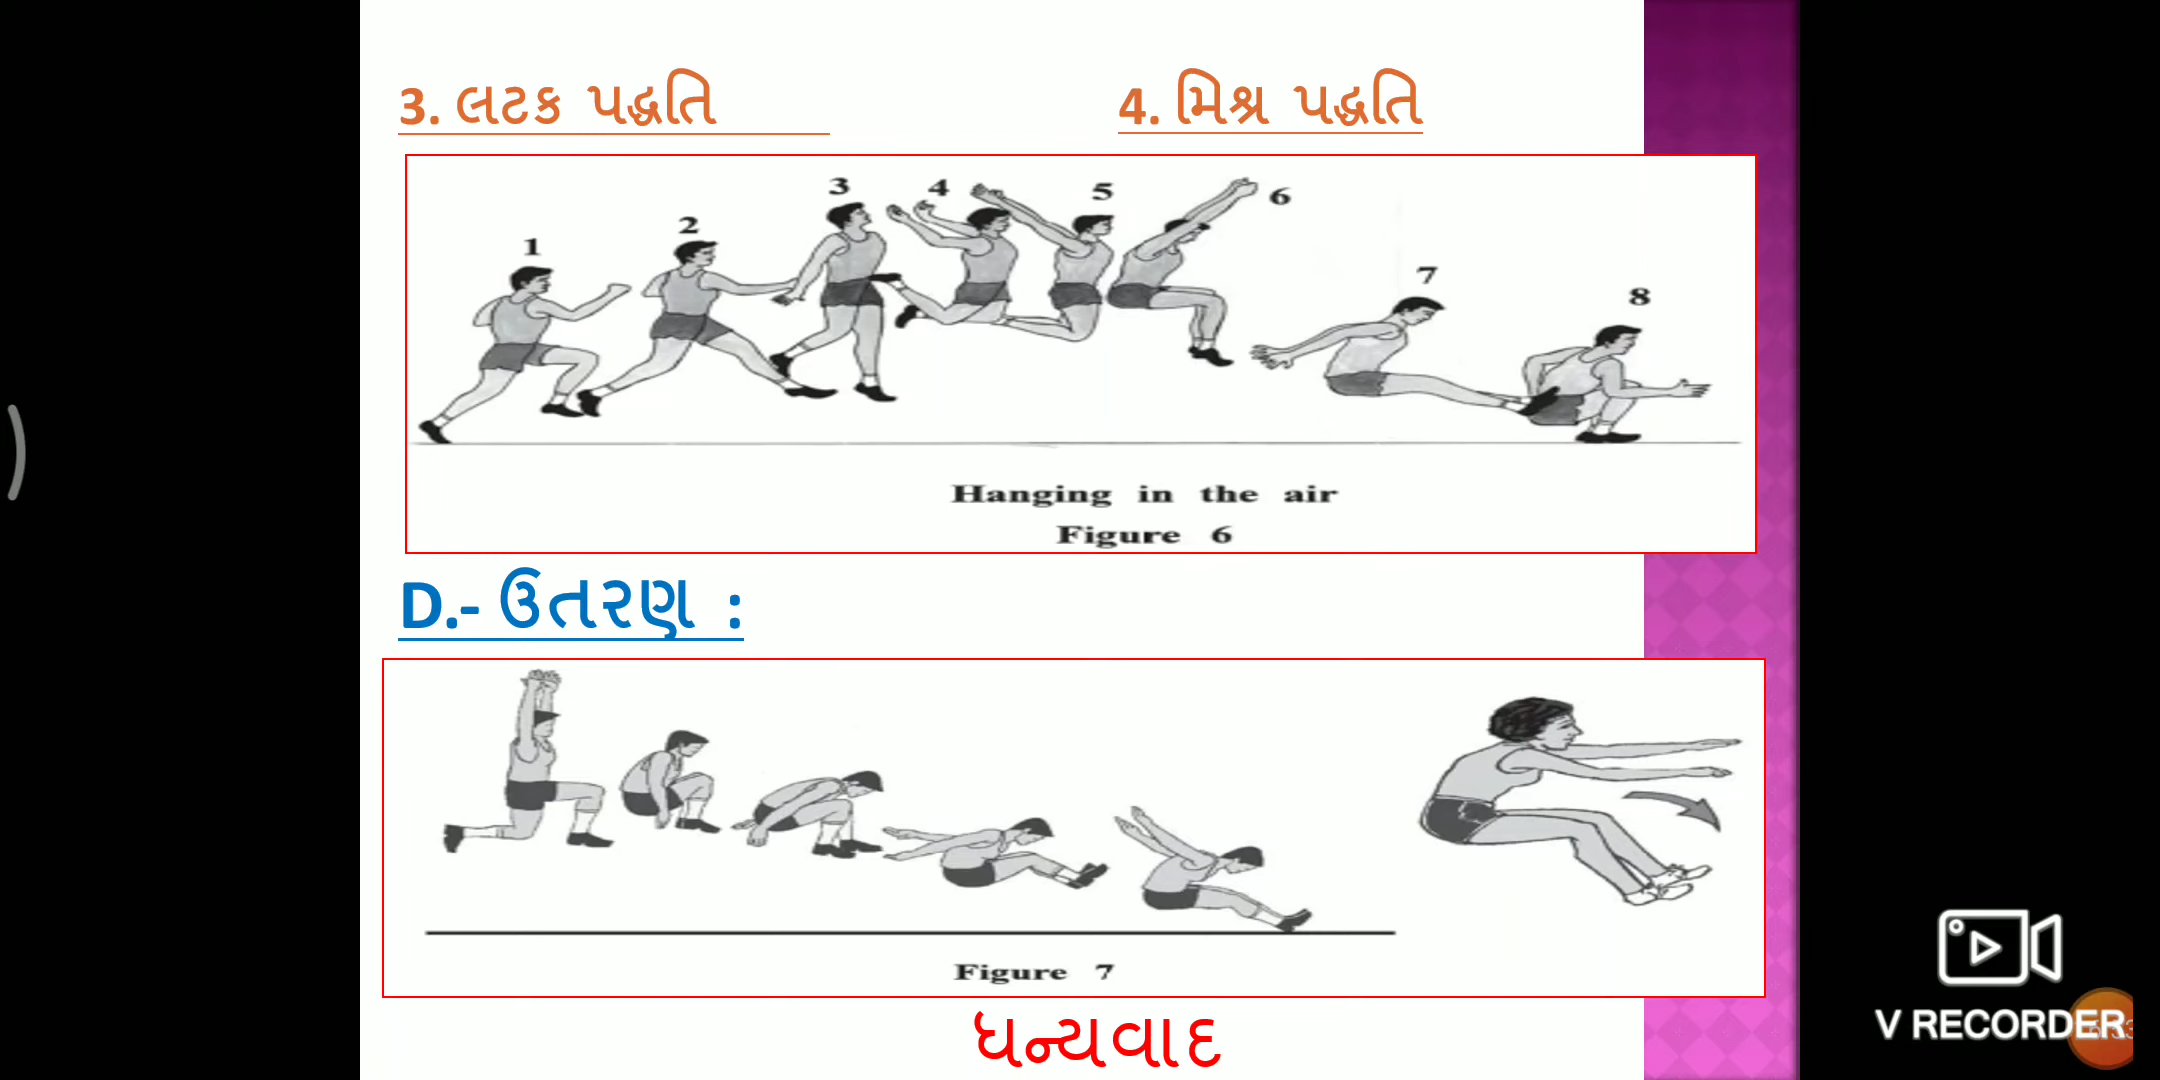 3. લટક પદ્ધતિ 4. મિશ્ર પદ્ધતિ
1 2 3 4 5 6 7 8
Hanging in the air
Figure 6
D.- ઉતરણ :
Figure 7
ધન્યવાદ
V RECORDER